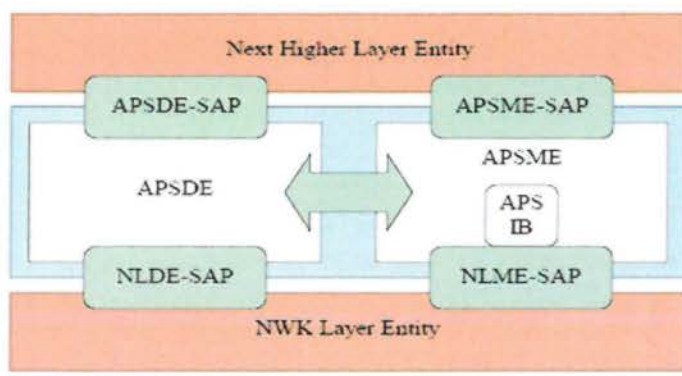 Next Higher Layer Entity
APSDE-SAP
APSME-SAP
APSDE
APSME
APS
IB
NLDE-SAP
NLME-SAP
NWK Layer Entity